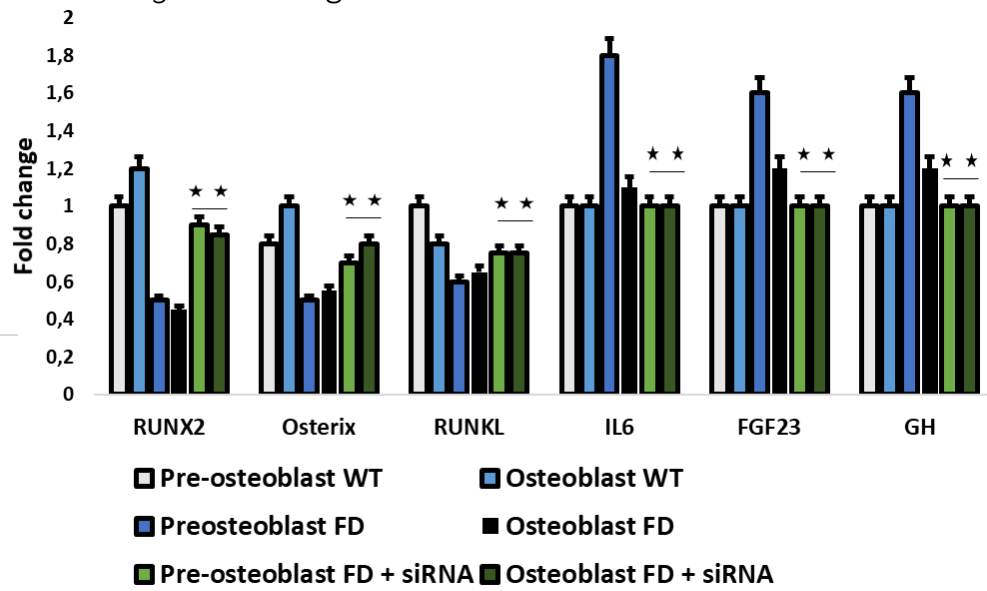 2
1,8
1,6
1,4
1,2
1
0,8
0,6
0,4
0,2
0
Fold change
★ ★ ★ ★ ★ ★ ★ ★ ★ ★ ★ ★
RUNX2 Osterix RUNKL IL6 FGF23 GH
Pre-osteoblast WT Osteoblast WT
Preosteoblast FD Osteoblast FD
Pre-osteoblast FD + siRNA Osteoblast FD + siRNA